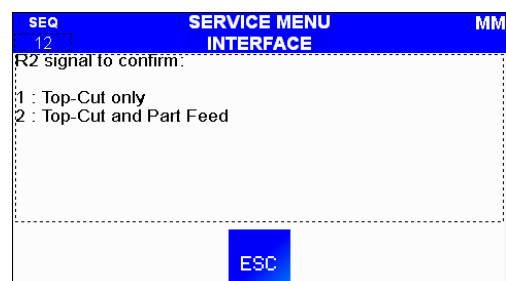 SEQ SERVICE MENU MM
12 INTERFACE
R2 signal to confirm:
1 : Top-Cut only
2 : Top-Cut and Part Feed
ESC